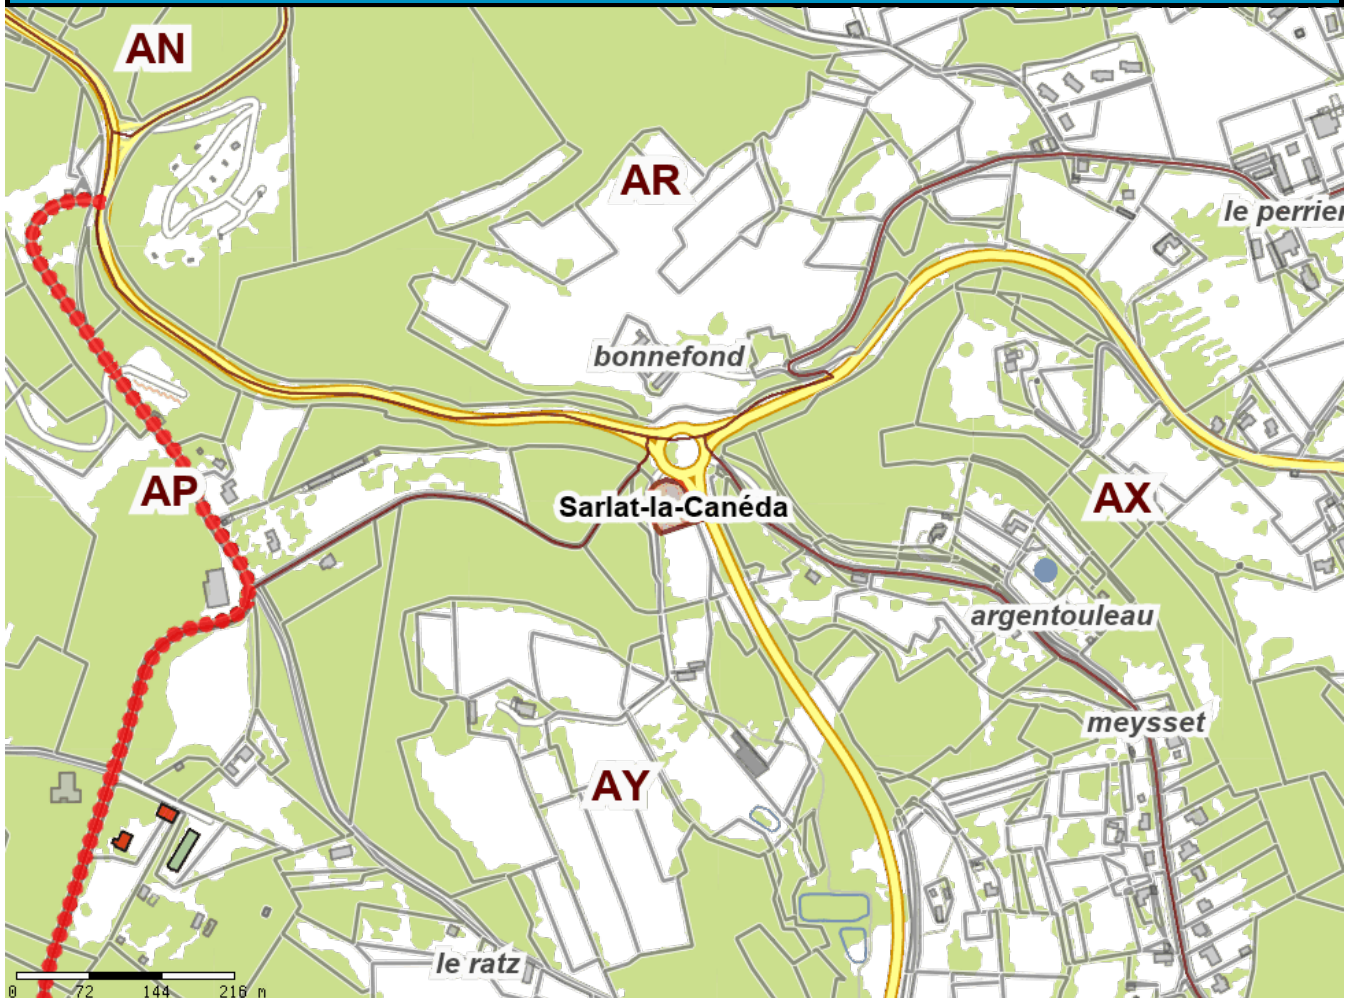 AN
AR
le perrier
bonnefond
AP
Sarlat-la-Canéda
AX
argentouleau
meysset
AY
le ratz
0 72 144 216 m